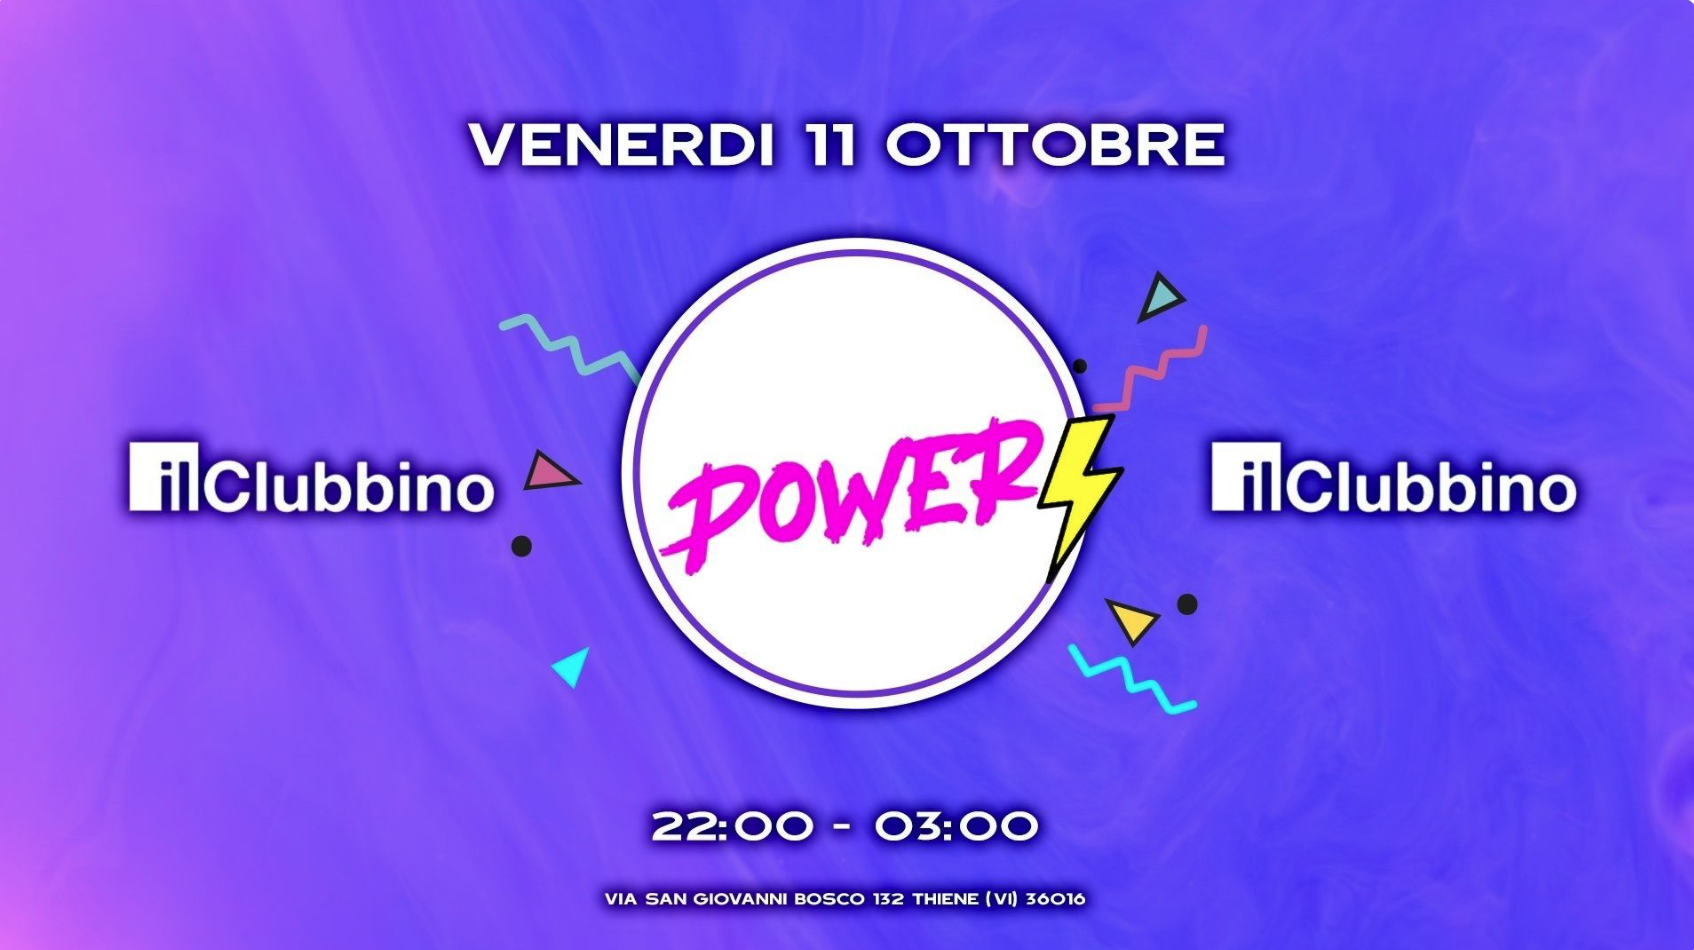 VENERDI 11 OTTOBRE
ilClubbino
POWER
ilClubbino
22:00 - 03:00
VIA SAN GIOVANNI BOSCO 132 THIENE (VI) 36016